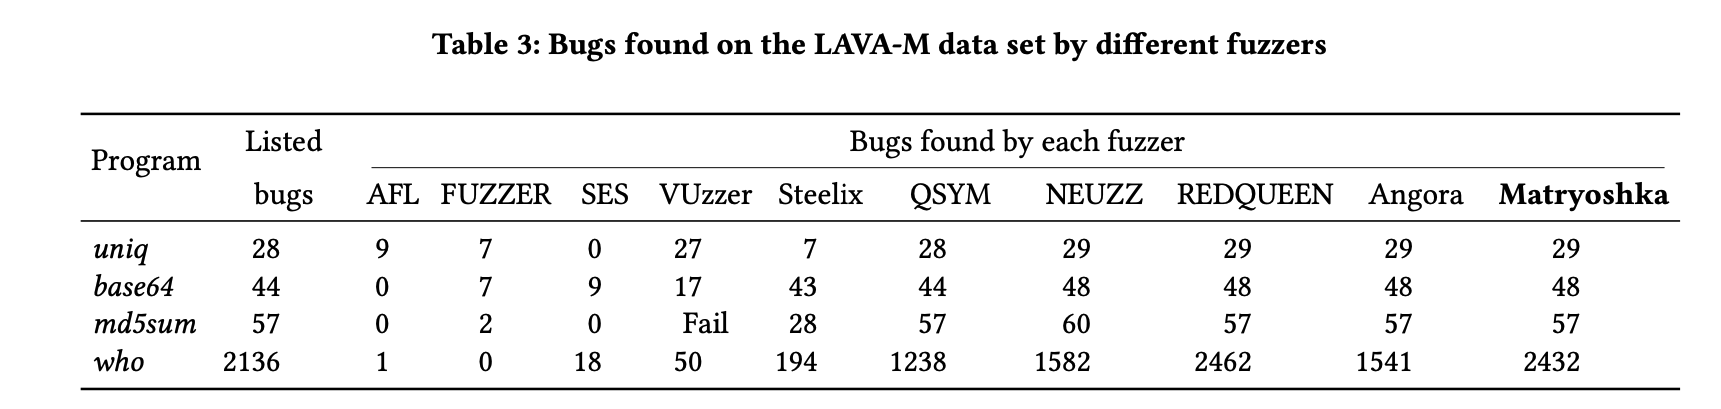 Table 3: Bugs found on the LAVA-M data set by different fuzzers
Program Listed bugs Bugs found by each fuzzer
AFL FUZZER SES VUzzer Steelix QSYM NEUZZ REDQUEEN Angora Matryoshka
uniq 28 9 7 0 27 7 28 29 29 29 29
base64 44 0 7 9 17 43 44 48 48 48 48
md5sum 57 0 2 0 Fail 28 57 60 57 57 57
who 2136 1 0 18 50 194 1238 1582 2462 1541 2432